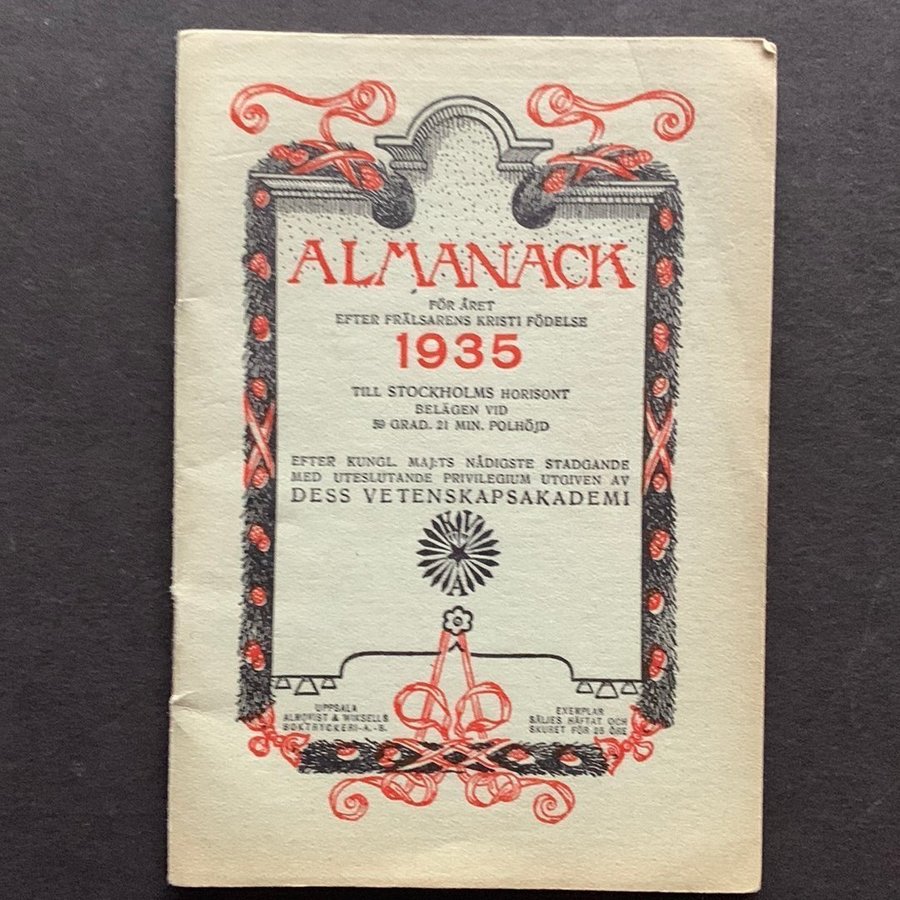 ALMANACK
FÖR ÅRET
EFTER FRÄLSARENS KRISTI FÖDELSE
1935
TILL STOCKHOLMS HORISONT
BELÄGEN VID
59 GRAD. 21 MIN. POLHÖJD
EFTER KUNGL. MAJ:TS NÅDIGSTE STADGANDE
MED UTESLUTANDE PRIVILEGIUM UTGIVEN AV
DESS VETENSKAPSAKADEMI
K V
A
UPPSALA
ALMQVIST & WIKSELLS
BOKTRYCKERI-A.-B.
EXEMPLAR
SÄLJES HÄFTAT OCH
SKURET FÖR 25 ÖRE